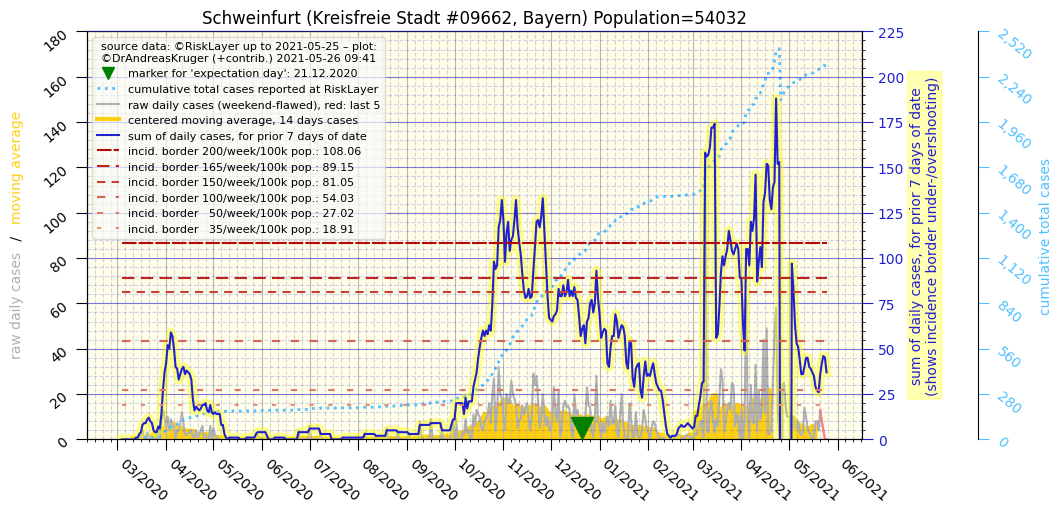 Schweinfurt (Kreisfreie Stadt #09662, Bayern) Population=54032
source data: ©RiskLayer up to 2021-05-25 – plot:
©DrAndreasKruger (+contrib.) 2021-05-26 09:41
marker for 'expectation day': 21.12.2020
cumulative total cases reported at RiskLayer
raw daily cases (weekend-flawed), red: last 5
centered moving average, 14 days cases
sum of daily cases, for prior 7 days of date
incid. border 200/week/100k pop.: 108.06
incid. border 165/week/100k pop.: 89.15
incid. border 150/week/100k pop.: 81.05
incid. border 100/week/100k pop.: 54.03
incid. border 50/week/100k pop.: 27.02
incid. border 35/week/100k pop.: 18.91
raw daily cases / moving average
180
160
140
120
100
80
60
40
20
0
03/2020
04/2020
05/2020
06/2020
07/2020
08/2020
09/2020
10/2020
11/2020
12/2020
01/2021
02/2021
03/2021
04/2021
05/2021
06/2021
225
200
175
150
125
100
75
50
25
0
sum of daily cases, for prior 7 days of date
(shows incidence border under-/overshooting)
2,520
2,240
1,960
1,680
1,400
1,120
840
560
280
0
cumulative total cases